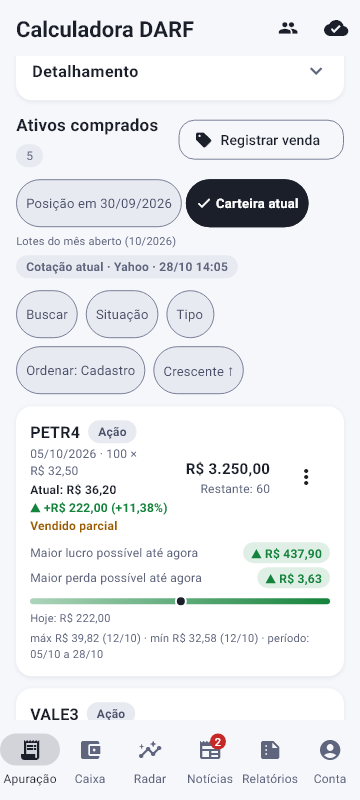 Calculadora DARF
Detalhamento
Ativos comprados
5
Registrar venda
Posição em 30/09/2026
Carteira atual
Lotes do mês aberto (10/2026)
Cotação atual · Yahoo · 28/10 14:05
Buscar
Situação
Tipo
Ordenar: Cadastro
Crescente ↑
PETR4
Ação
05/10/2026 · 100 ×
R$ 32,50
Atual: R$ 36,20
▲ +R$ 222,00 (+11,38%)
Vendido parcial
R$ 3.250,00
Restante: 60
Maior lucro possível até agora
▲ R$ 437,90
Maior perda possível até agora
▲ R$ 3,63
Hoje: R$ 222,00
máx R$ 39,82 (12/10) · mín R$ 32,58 (12/10) · período:
05/10 a 28/10
VALE3
Ação
2
Apuração
Caixa
Radar
Notícias
Relatórios
Conta